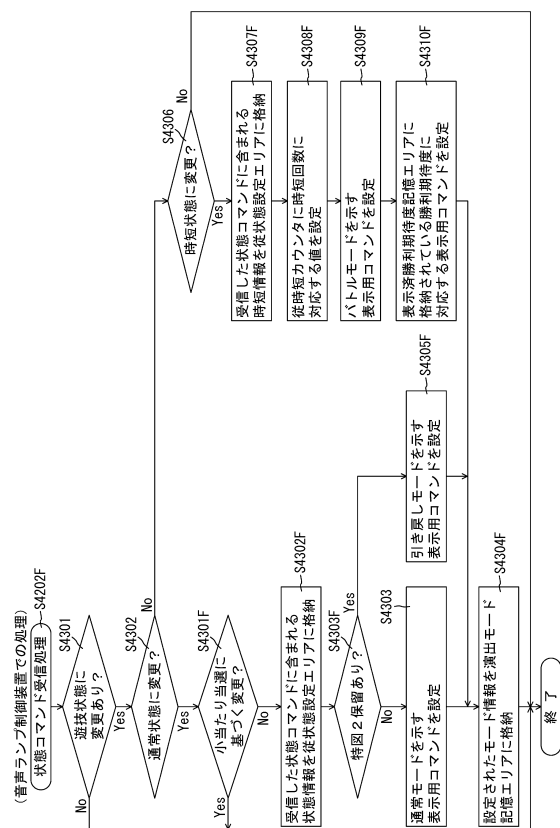 (音声ランプ制御装置での処理)
状態コマンド受信処理
S4202F
S4301
遊技状態に
変更あり?
No
Yes
S4302
通常状態に変更?
No
Yes
S4301F
小当たり当選に
基づく変更?
Yes
No
S4302F
受信した状態コマンドに含まれる
状態情報を従状態設定エリアに格納
S4303F
特図2保留あり?
Yes
No
S4303
通常モードを示す
表示用コマンドを設定
S4305F
引き戻しモードを示す
表示用コマンドを設定
S4304F
設定されたモード情報を演出モード
記憶エリアに格納
S4306
時短状態に変更?
No
Yes
S4307F
受信した状態コマンドに含まれる
時短情報を従状態設定エリアに格納
S4308F
従時短カウンタに時短回数に
対応する値を設定
S4309F
バトルモードを示す
表示用コマンドを設定
S4310F
表示済勝利期待度記憶エリアに
格納されている勝利期待度に
対応する表示用コマンドを設定
終了